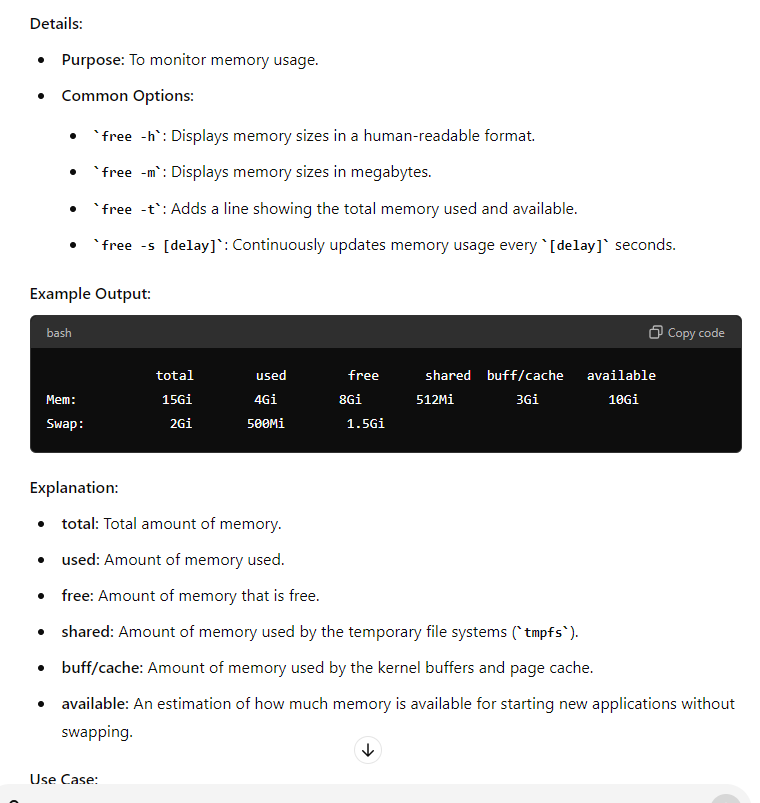 Details:
• Purpose: To monitor memory usage.
• Common Options:
• `free -h`: Displays memory sizes in a human-readable format.
• `free -m`: Displays memory sizes in megabytes.
• `free -t`: Adds a line showing the total memory used and available.
• `free -s [delay]`: Continuously updates memory usage every `[delay]` seconds.
Example Output:
bash Copy code
total used free shared buff/cache available
Mem: 15Gi 4Gi 8Gi 512Mi 3Gi 10Gi
Swap: 2Gi 500Mi 1.5Gi
Explanation:
• total: Total amount of memory.
• used: Amount of memory used.
• free: Amount of memory that is free.
• shared: Amount of memory used by the temporary file systems (`tmpfs`).
• buff/cache: Amount of memory used by the kernel buffers and page cache.
• available: An estimation of how much memory is available for starting new applications without
swapping.
Use Case: